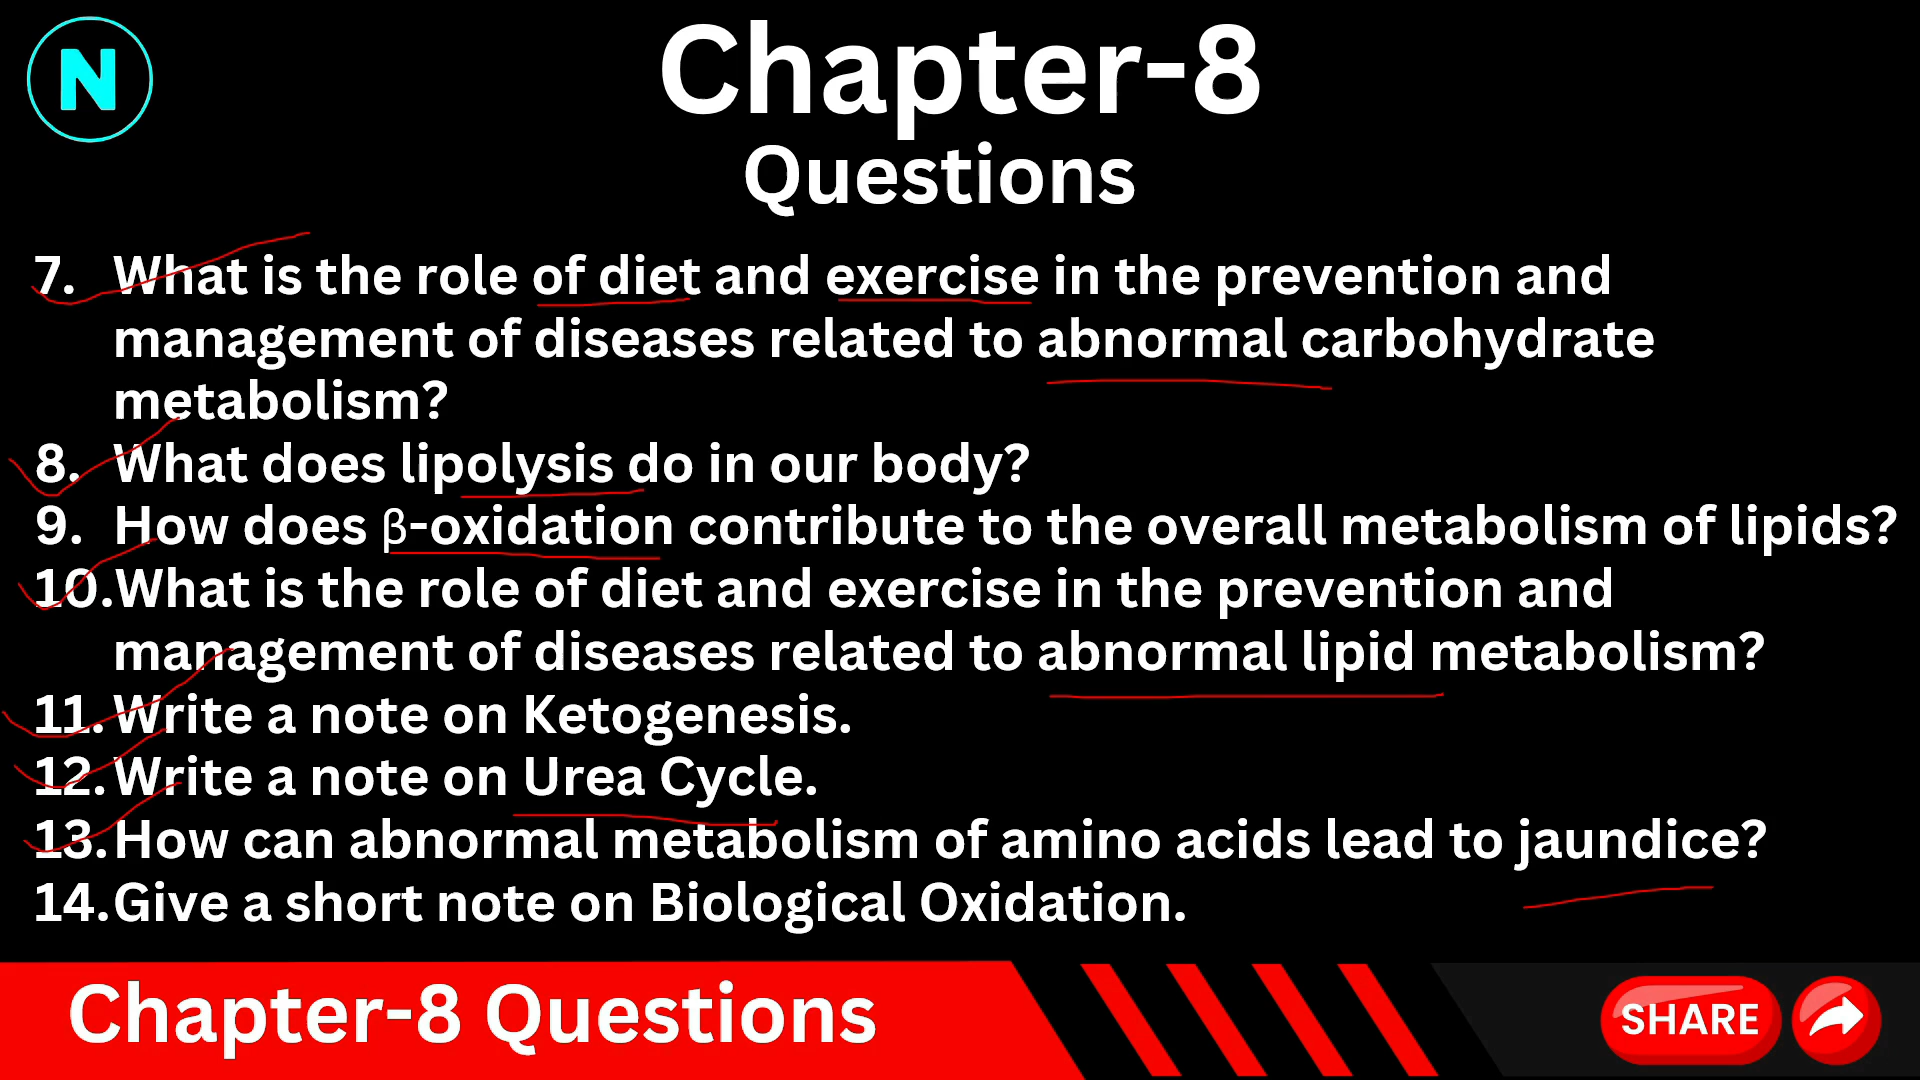 N
Chapter-8
Questions
7. What is the role of diet and exercise in the prevention and
management of diseases related to abnormal carbohydrate
metabolism?
8. What does lipolysis do in our body?
9. How does β-oxidation contribute to the overall metabolism of lipids?
10. What is the role of diet and exercise in the prevention and
management of diseases related to abnormal lipid metabolism?
11. Write a note on Ketogenesis.
12. Write a note on Urea Cycle.
13. How can abnormal metabolism of amino acids lead to jaundice?
14. Give a short note on Biological Oxidation.
Chapter-8 Questions
SHARE